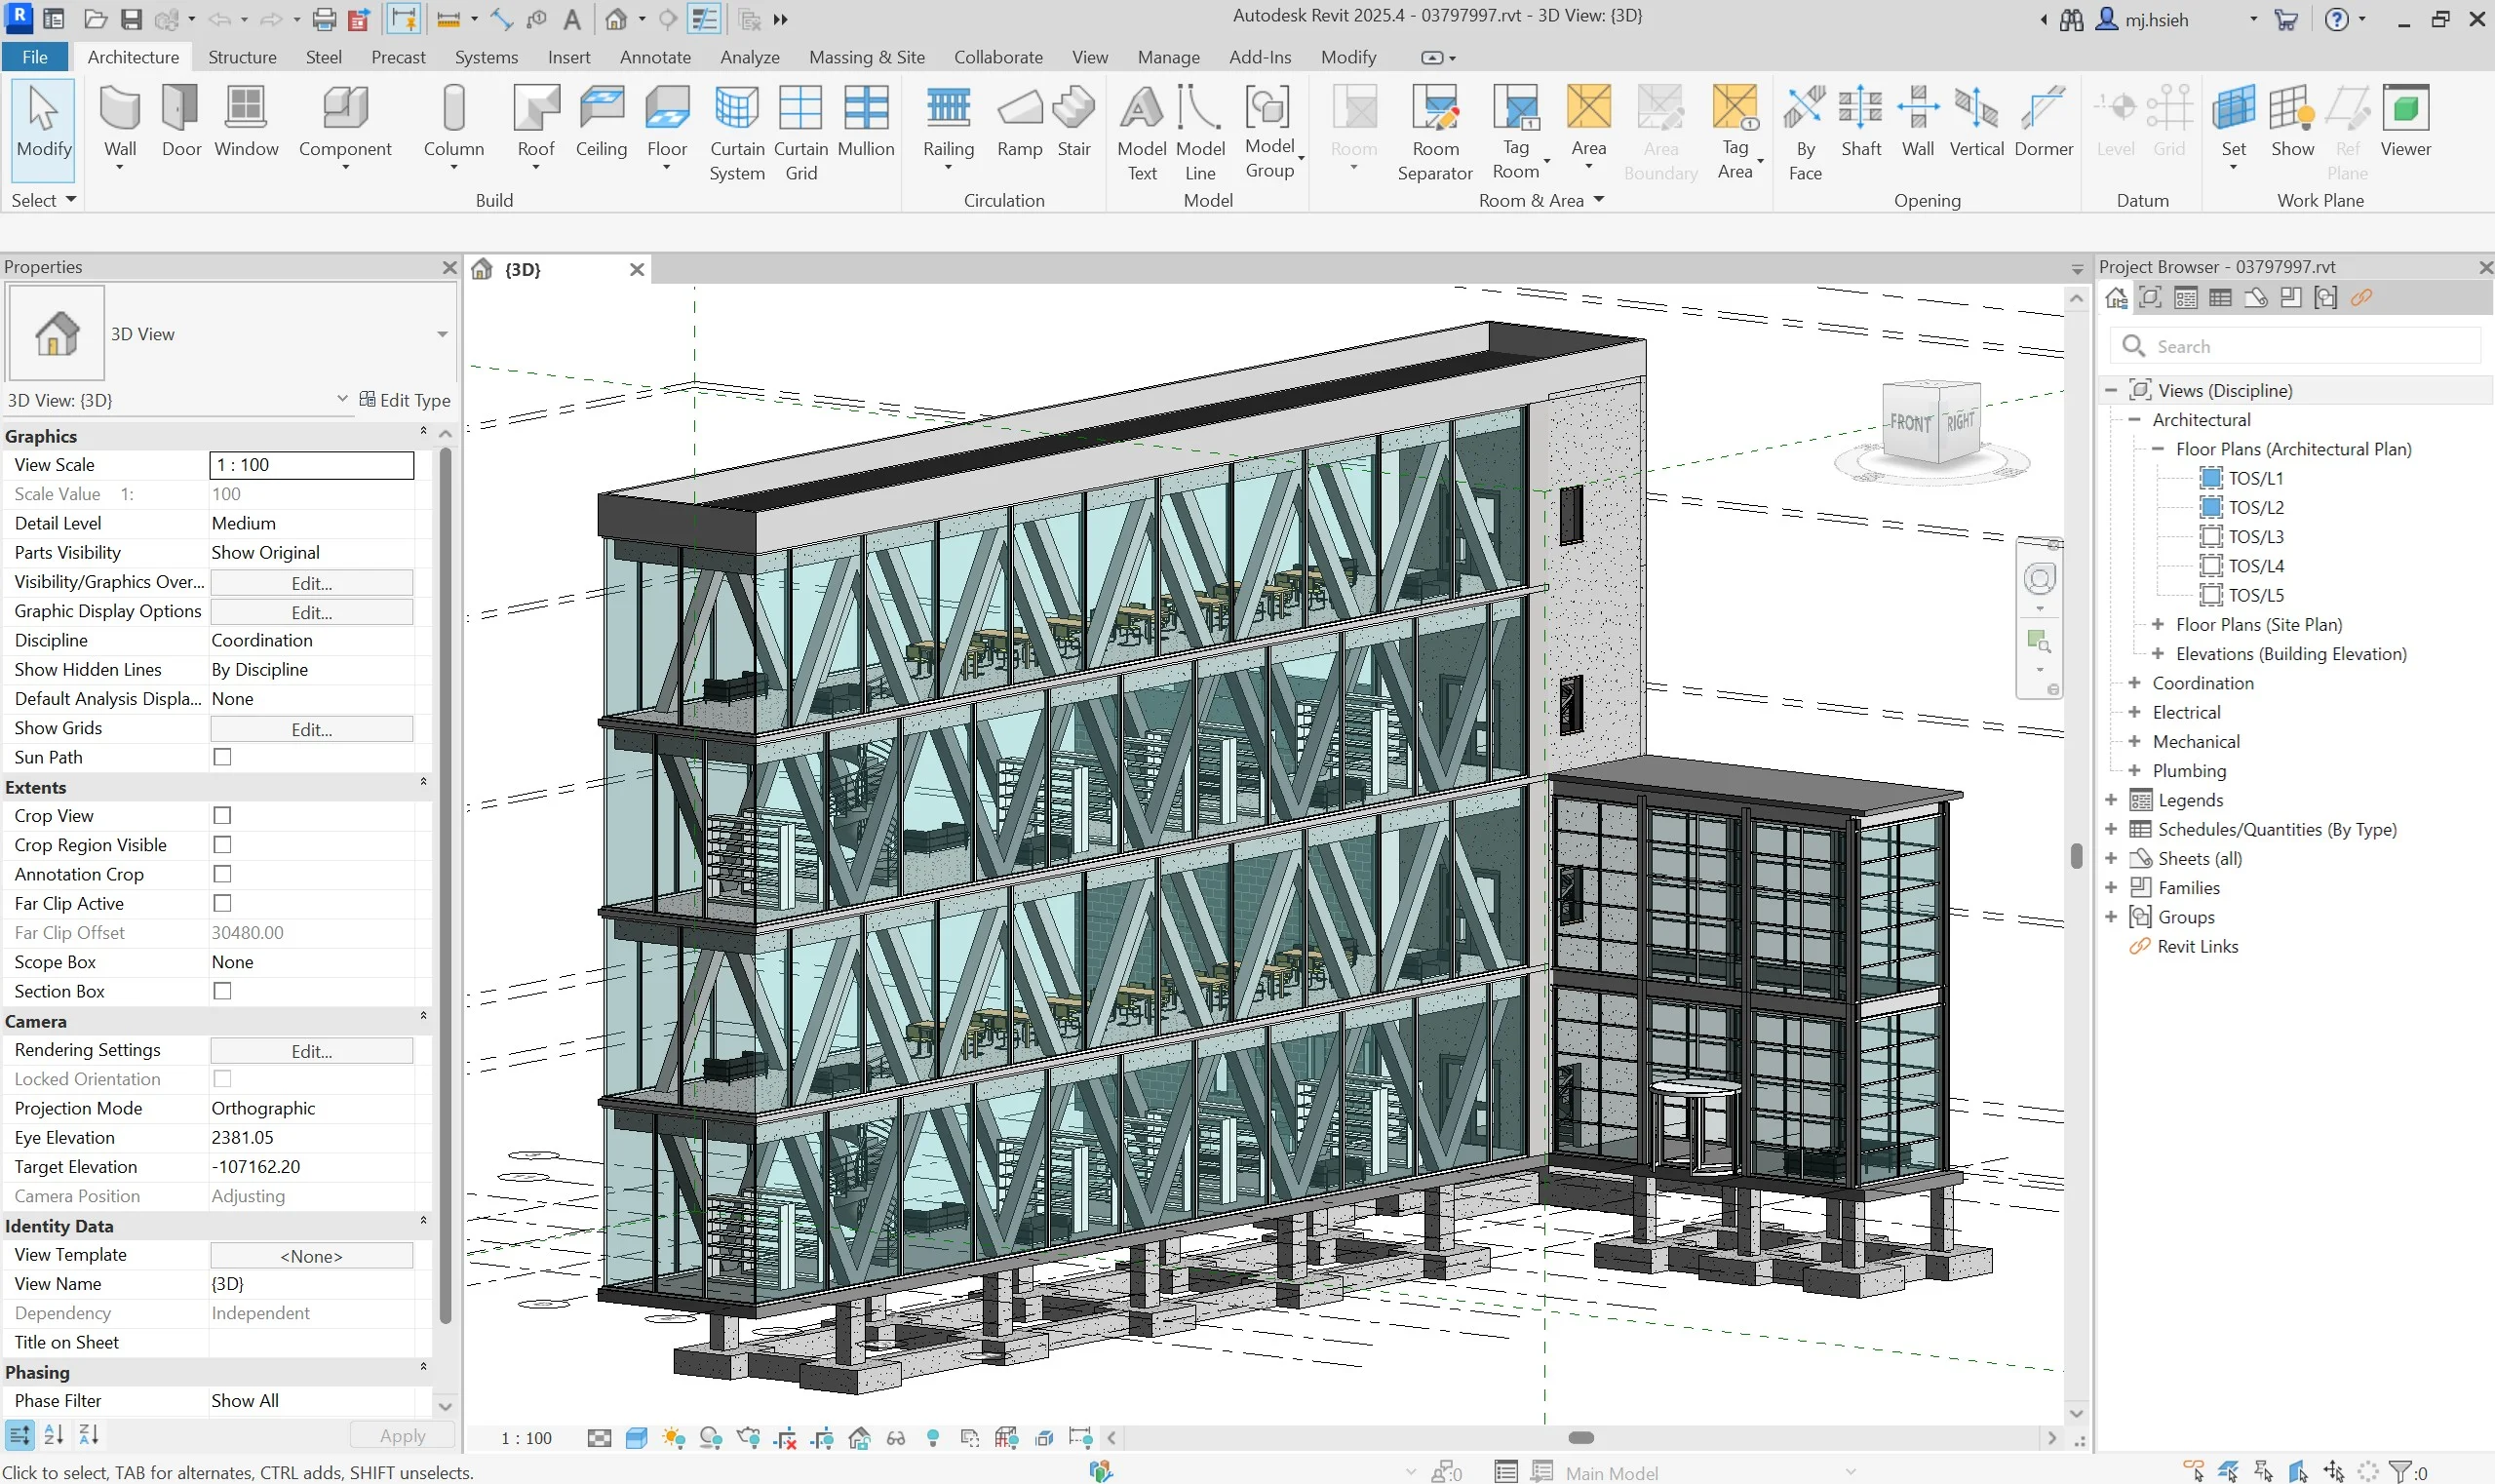 Autodesk Revit 2025.4 - 03797997.rvt - 3D View: {3D}
mj.hsieh
File Architecture Structure Steel Precast Systems Insert Annotate Analyze Massing & Site Collaborate View Manage Add-Ins Modify
Modify
Wall
Door
Window
Component
Column
Roof
Ceiling
Floor
Curtain System
Curtain Grid
Mullion
Railing
Ramp
Stair
Model Text
Model Line
Model Group
Room
Room Separator
Tag Room
Area
Area Boundary
Tag Area
By Face
Shaft
Wall
Vertical
Dormer
Level
Grid
Set
Show
Ref Plane
Viewer
Select
Build
Circulation
Model
Room & Area
Opening
Datum
Work Plane
Properties
3D View
3D View: {3D}
Edit Type
Graphics
View Scale 1 : 100
Scale Value 1: 100
Detail Level Medium
Parts Visibility Show Original
Visibility/Graphics Over... Edit...
Graphic Display Options Edit...
Discipline Coordination
Show Hidden Lines By Discipline
Default Analysis Displa... None
Show Grids Edit...
Sun Path
Extents
Crop View
Crop Region Visible
Annotation Crop
Far Clip Active
Far Clip Offset 30480.00
Scope Box None
Section Box
Camera
Rendering Settings Edit...
Locked Orientation
Projection Mode Orthographic
Eye Elevation 2381.05
Target Elevation -107162.20
Camera Position Adjusting
Identity Data
View Template <None>
View Name {3D}
Dependency Independent
Title on Sheet
Phasing
Phase Filter Show All
Apply
{3D}
FRONT
RIGHT
1 : 100
Project Browser - 03797997.rvt
Search
Views (Discipline)
Architectural
Floor Plans (Architectural Plan)
TOS/L1
TOS/L2
TOS/L3
TOS/L4
TOS/L5
Floor Plans (Site Plan)
Elevations (Building Elevation)
Coordination
Electrical
Mechanical
Plumbing
Legends
Schedules/Quantities (By Type)
Sheets (all)
Families
Groups
Revit Links
Click to select, TAB for alternates, CTRL adds, SHIFT unselects.
:0
Main Model
:0